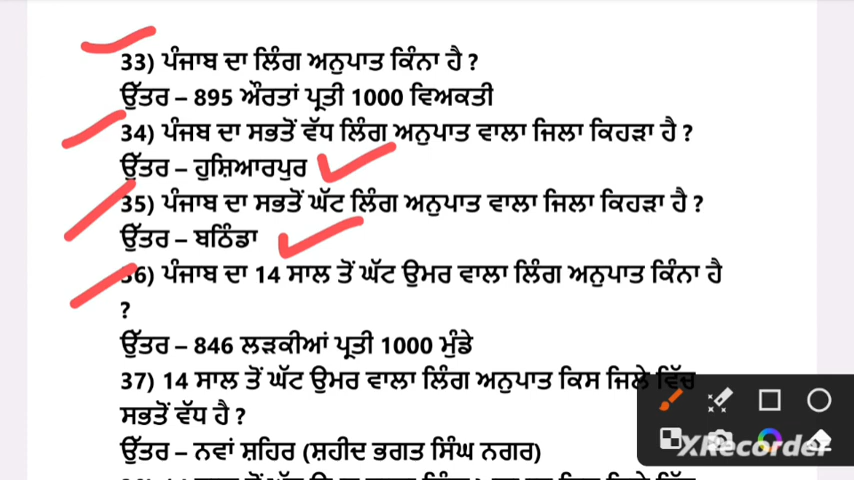 33) ਪੰਜਾਬ ਦਾ ਲਿੰਗ ਅਨੁਪਾਤ ਕਿੰਨਾ ਹੈ ?
ਉੱਤਰ – 895 ਔਰਤਾਂ ਪ੍ਰਤੀ 1000 ਵਿਅਕਤੀ
34) ਪੰਜਬ ਦਾ ਸਭਤੋਂ ਵੱਧ ਲਿੰਗ ਅਨੁਪਾਤ ਵਾਲਾ ਜਿਲਾ ਕਿਹੜਾ ਹੈ ?
ਉੱਤਰ – ਹੁਸ਼ਿਆਰਪੁਰ
35) ਪੰਜਾਬ ਦਾ ਸਭਤੋਂ ਘੱਟ ਲਿੰਗ ਅਨੁਪਾਤ ਵਾਲਾ ਜਿਲਾ ਕਿਹੜਾ ਹੈ ?
ਉੱਤਰ – ਬਠਿੰਡਾ
36) ਪੰਜਾਬ ਦਾ 14 ਸਾਲ ਤੋਂ ਘੱਟ ਉਮਰ ਵਾਲਾ ਲਿੰਗ ਅਨੁਪਾਤ ਕਿੰਨਾ ਹੈ
?
ਉੱਤਰ – 846 ਲੜਕੀਆਂ ਪ੍ਰਤੀ 1000 ਮੁੰਡੇ
37) 14 ਸਾਲ ਤੋਂ ਘੱਟ ਉਮਰ ਵਾਲਾ ਲਿੰਗ ਅਨੁਪਾਤ ਕਿਸ ਜਿਲੇ ਵਿੱਚ
ਸਭਤੋਂ ਵੱਧ ਹੈ ?
ਉੱਤਰ – ਨਵਾਂ ਸ਼ਹਿਰ (ਸ਼ਹੀਦ ਭਗਤ ਸਿੰਘ ਨਗਰ)
XRecorder